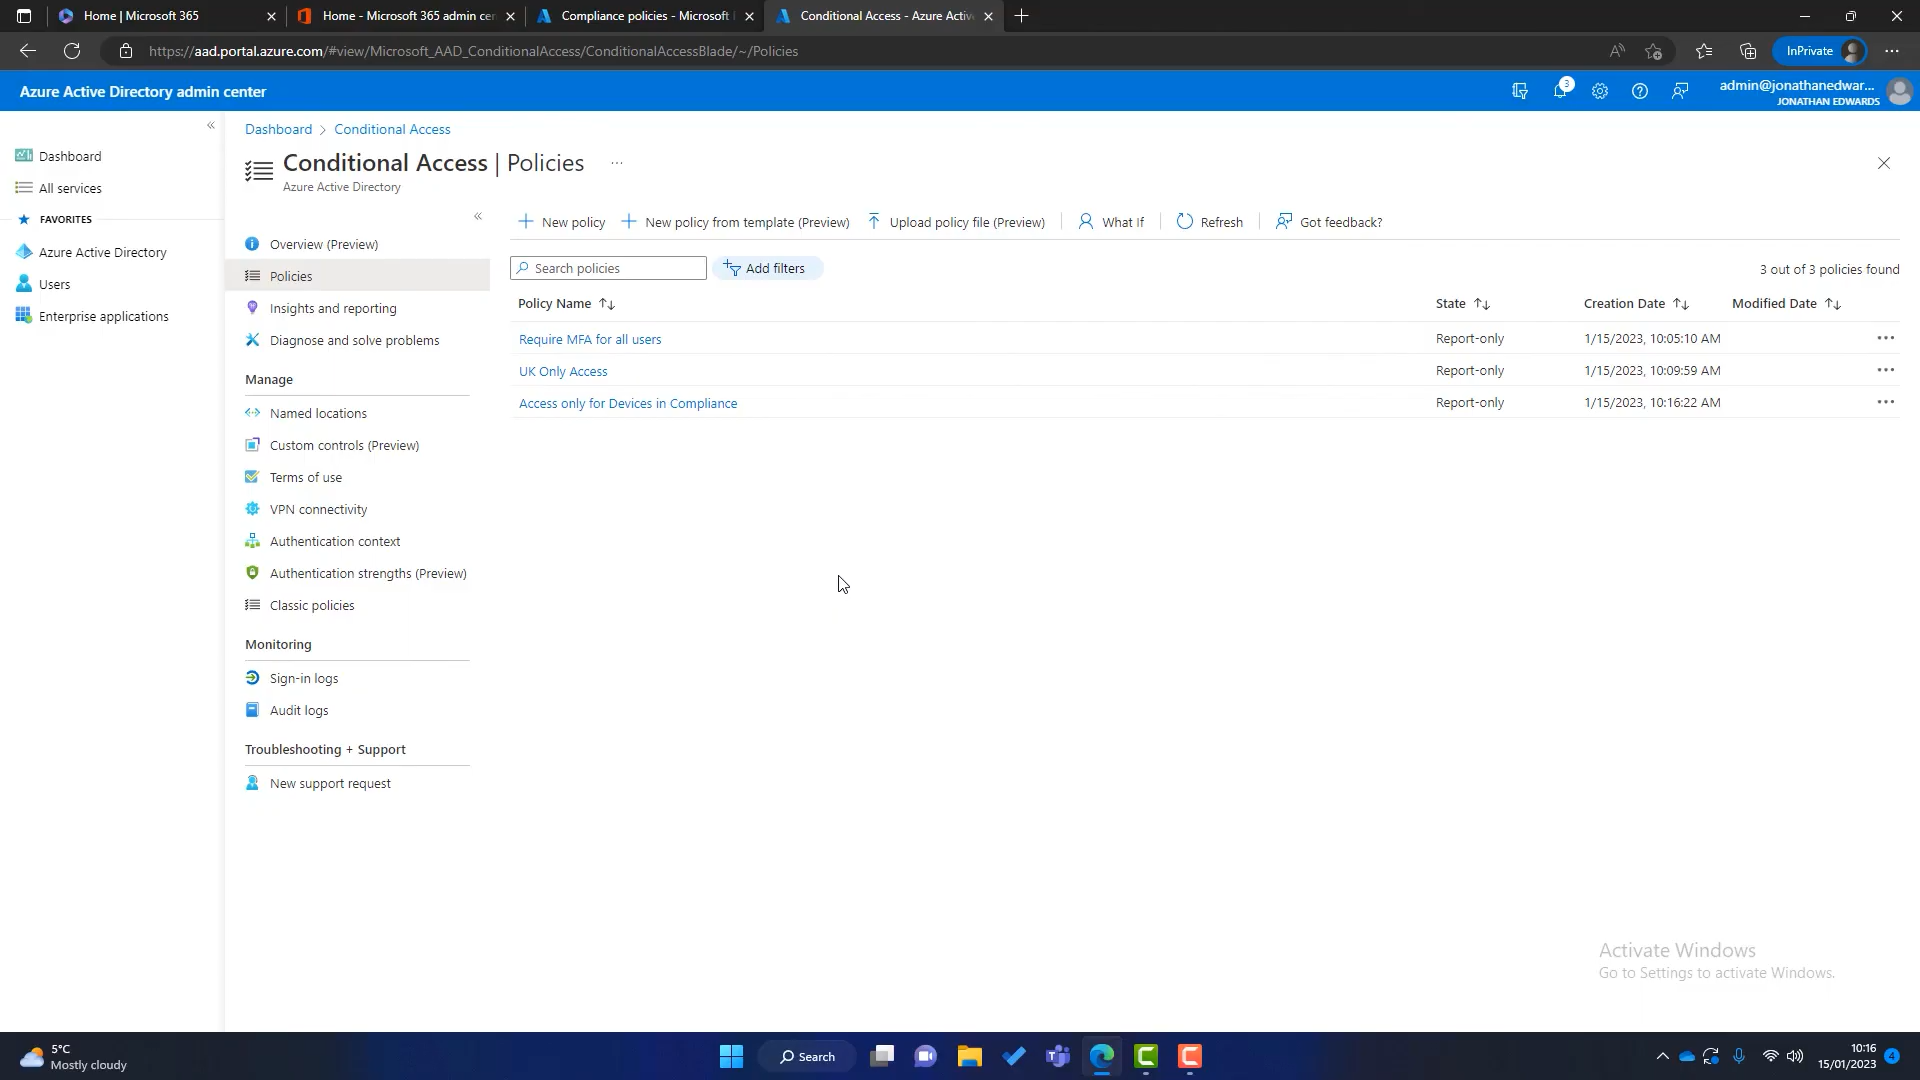 Home | Microsoft 365
Home - Microsoft 365 admin cen
Compliance policies - Microsoft
Conditional Access - Azure Activ
https://aad.portal.azure.com/#view/Microsoft_AAD_ConditionalAccess/ConditionalAccessBlade/~/Policies
InPrivate
Azure Active Directory admin center
3
admin@jonathanedwar...
JONATHAN EDWARDS
Dashboard
All services
FAVORITES
Azure Active Directory
Users
Enterprise applications
Dashboard > Conditional Access
Conditional Access | Policies ...
Azure Active Directory
Overview (Preview)
Policies
Insights and reporting
Diagnose and solve problems
Manage
Named locations
Custom controls (Preview)
Terms of use
VPN connectivity
Authentication context
Authentication strengths (Preview)
Classic policies
Monitoring
Sign-in logs
Audit logs
Troubleshooting + Support
New support request
New policy New policy from template (Preview) Upload policy file (Preview) What If Refresh Got feedback?
Search policies Add filters
3 out of 3 policies found
Policy Name State Creation Date Modified Date
Require MFA for all users Report-only 1/15/2023, 10:05:10 AM
UK Only Access Report-only 1/15/2023, 10:09:59 AM
Access only for Devices in Compliance Report-only 1/15/2023, 10:16:22 AM
Activate Windows
Go to Settings to activate Windows.
5°C
Mostly cloudy
Search
10:16
15/01/2023
4